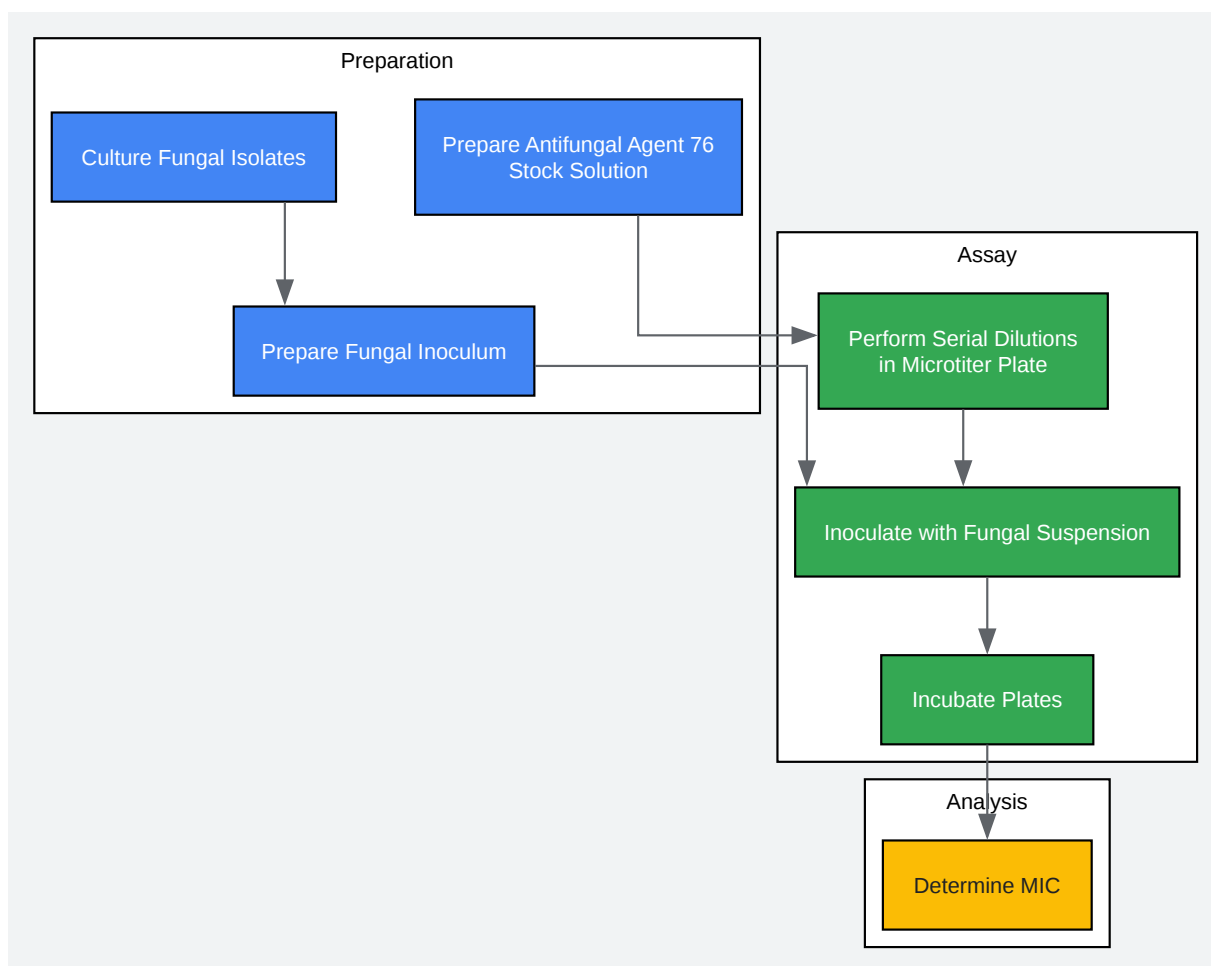 Preparation
Culture Fungal Isolates
Prepare Antifungal Agent 76
Stock Solution
Prepare Fungal Inoculum
Assay
Perform Serial Dilutions
in Microtiter Plate
Inoculate with Fungal Suspension
Incubate Plates
Analysis
Determine MIC